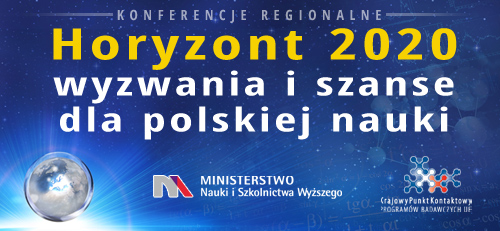 KONFERENCJE REGIONALNE
Horyzont 2020
wyzwania i szanse
dla polskiej nauki
MINISTERSTWO
Nauki i Szkolnictwa Wyższego
KrajowyPunktKontaktowy
PROGRAMÓW BADAWCZYCH UE